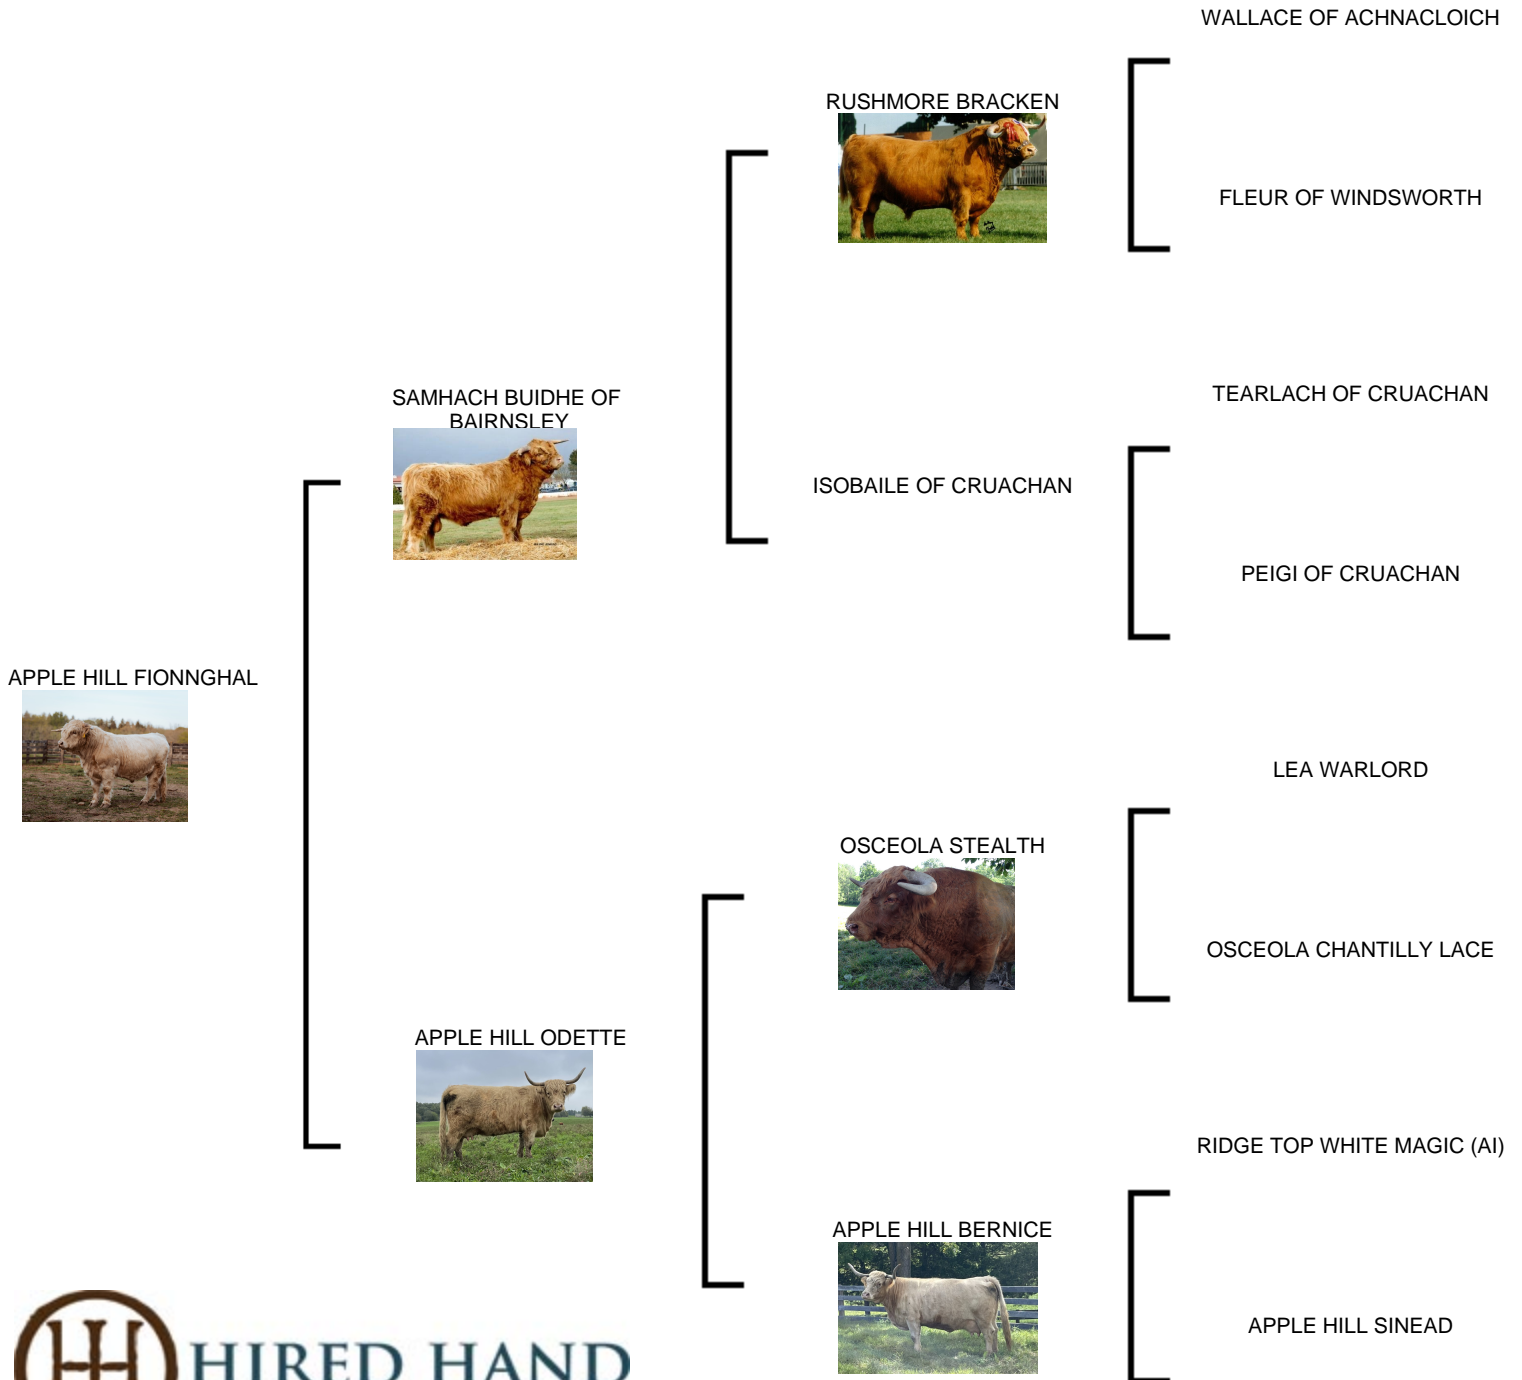 WALLACE OF ACHNACLOICH
RUSHMORE BRACKEN
FLEUR OF WINDSWORTH
SAMHACH BUIDHE OF
BAIRNSLEY
TEARLACH OF CRUACHAN
ISOBAILE OF CRUACHAN
PEIGI OF CRUACHAN
APPLE HILL FIONNGHAL
LEA WARLORD
OSCEOLA STEALTH
OSCEOLA CHANTILLY LACE
APPLE HILL ODETTE
RIDGE TOP WHITE MAGIC (AI)
APPLE HILL BERNICE
APPLE HILL SINEAD
HIRED HAND